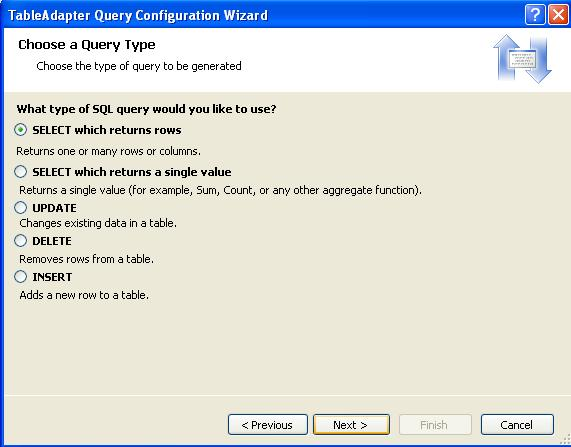 TableAdapter Query Configuration Wizard
?
Choose a Query Type
Choose the type of query to be generated
What type of SQL query would you like to use?
SELECT which returns rows
Returns one or many rows or columns.
SELECT which returns a single value
Returns a single value (for example, Sum, Count, or any other aggregate function).
UPDATE
Changes existing data in a table.
DELETE
Removes rows from a table.
INSERT
Adds a new row to a table.
< Previous Next > Finish Cancel